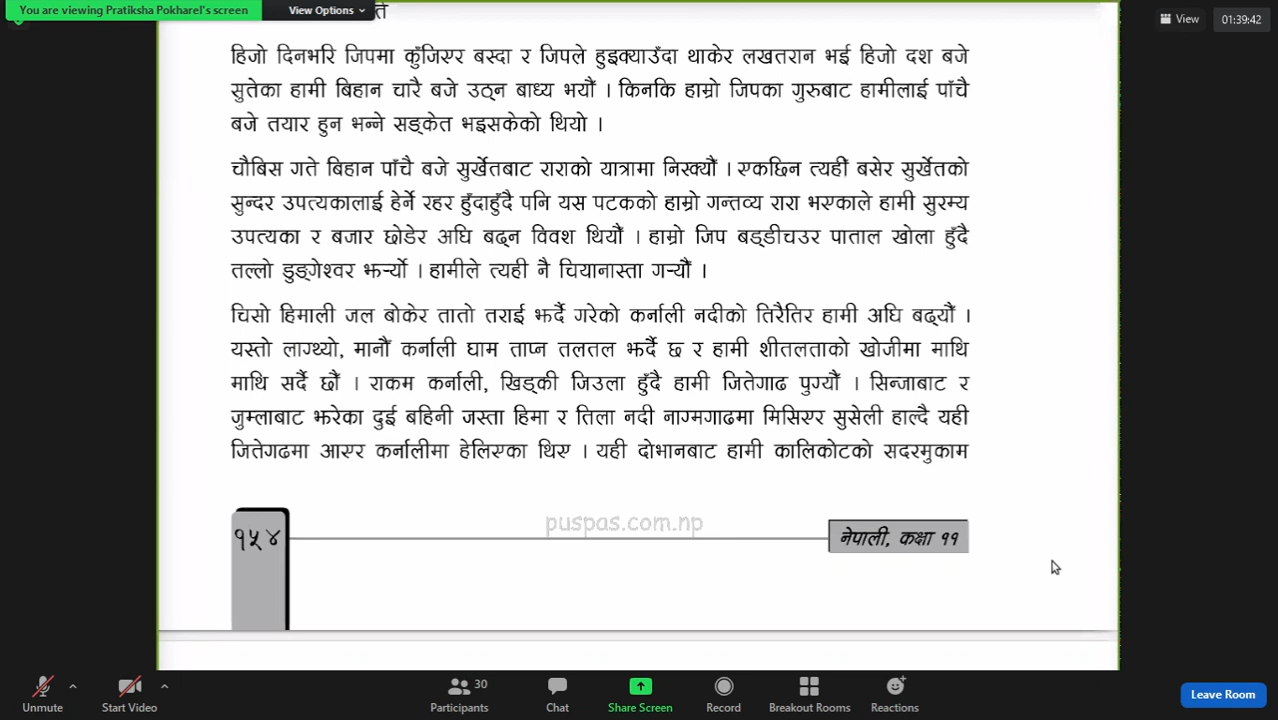 You are viewing Pratiksha Pokharel's screen
View Options
View
01:39:42
हिजो दिनभरि जिपमा कुँजिएर बस्दा र जिपले हुइक्याउँदा थाकेर लखतरान भई हिजो दश बजे
सुतेका हामी बिहान चारै बजे उठ्न बाध्य भयौँ । किनकि हाम्रो जिपका गुरुबाट हामीलाई पाँचै
बजे तयार हुन भन्ने सङ्केत भइसकेको थियो ।
चौबिस गते बिहान पाँचै बजे सुर्खेतबाट राराको यात्रामा निस्क्यौँ । एकछिन त्यहीँ बसेर सुर्खेतको
सुन्दर उपत्यकालाई हेर्ने रहर हुँदाहुँदै पनि यस पटकको हाम्रो गन्तव्य रारा भएकाले हामी सुरम्य
उपत्यका र बजार छोडेर अघि बढ्न विवश थियौँ । हाम्रो जिप बड्डीचउर पाताल खोला हुँदै
तल्लो डुङ्गेश्वर झर्‍यो । हामीले त्यही नै चियानास्ता गर्‍यौँ ।
चिसो हिमाली जल बोकेर तातो तराई झर्दै गरेको कर्नाली नदीको तिरैतिर हामी अघि बढ्यौँ ।
यस्तो लाग्थ्यो, मानौँ कर्नाली घाम ताप्न तलतल झर्दै छ र हामी शीतलताको खोजीमा माथि
माथि सर्दै छौँ । राकम कर्नाली, खिड्की जिउला हुँदै हामी जितेगाढ पुग्यौँ । सिन्जाबाट र
जुम्लाबाट झरेका दुई बहिनी जस्ता हिमा र तिला नदी नाग्मगाढमा मिसिएर सुसेली हाल्दै यही
जितेगढमा आएर कर्नालीमा हेलिएका थिए । यही दोभानबाट हामी कालिकोटको सदरमुकाम
१५४
puspas.com.np
नेपाली, कक्षा ११
Unmute
Start Video
30
Participants
Chat
Share Screen
Record
Breakout Rooms
Reactions
Leave Room